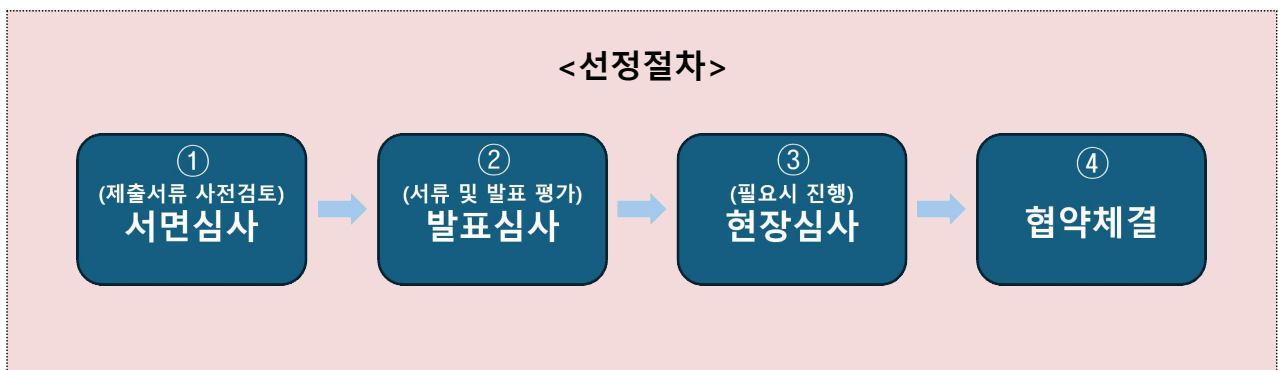 <선정절차>
①
(제출서류 사전검토)
서면심사
②
(서류 및 발표 평가)
발표심사
③
(필요시 진행)
현장심사
④
협약체결